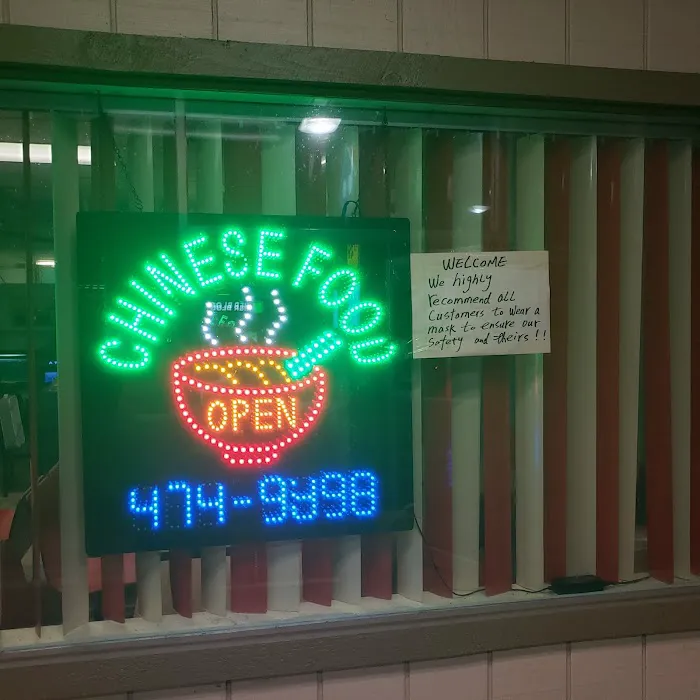 CHINESE FOOD
OPEN
474-9898
WELCOME
We highly
recommend all
Customers to wear a
mask to ensure our
Safety and theirs !!